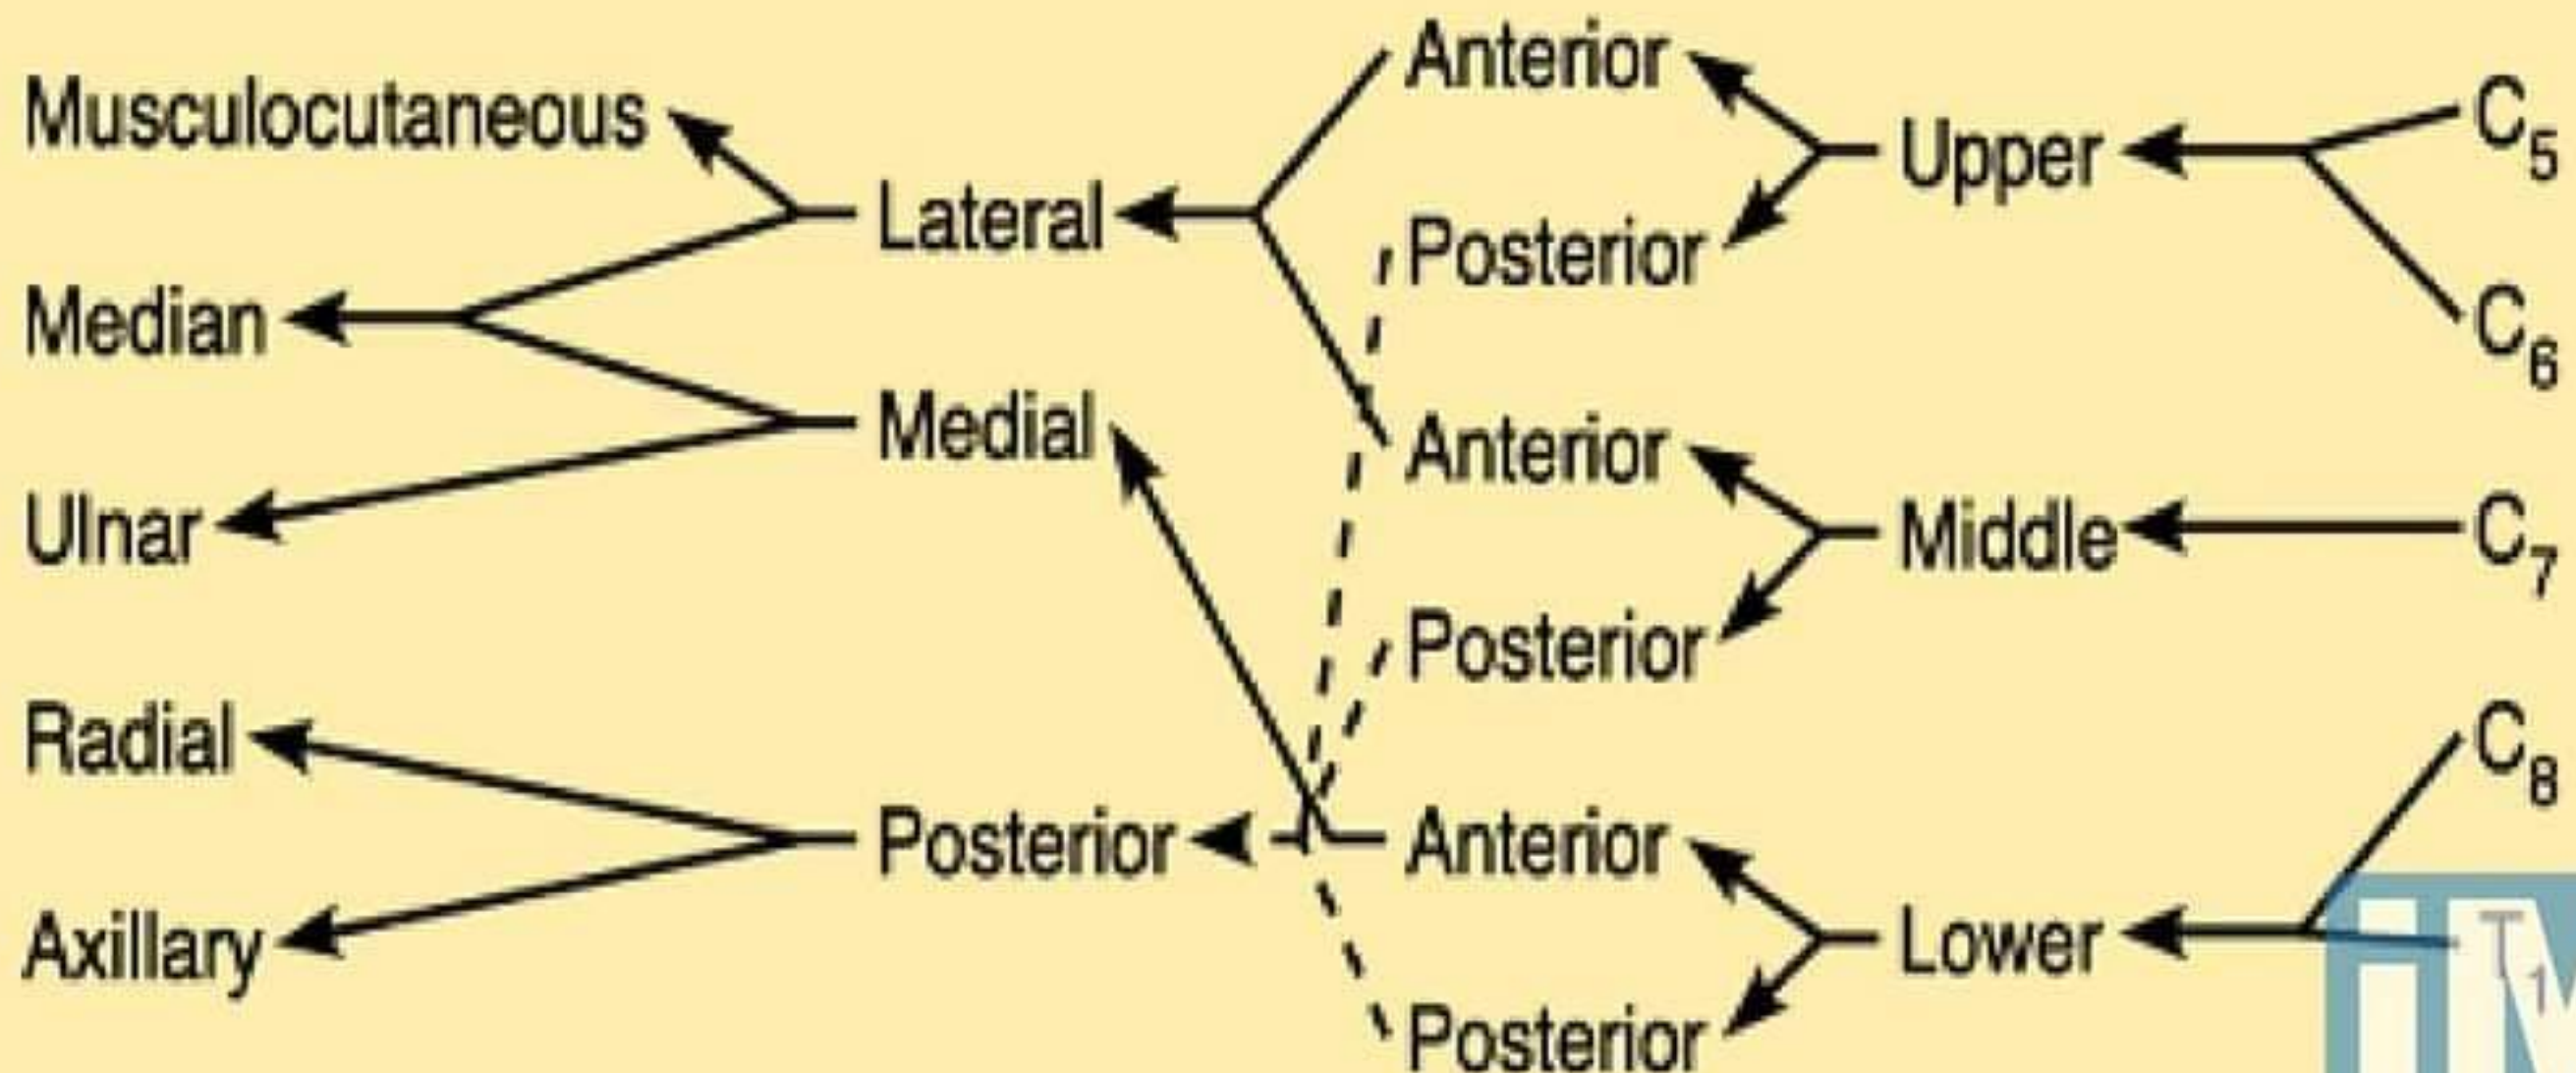 Musculocutaneous
Median
Ulnar
Radial
Axillary
Lateral
Medial
Posterior
Anterior
Posterior
Anterior
Posterior
Anterior
Posterior
Upper
Middle
Lower
C5
C6
C7
C8
T1